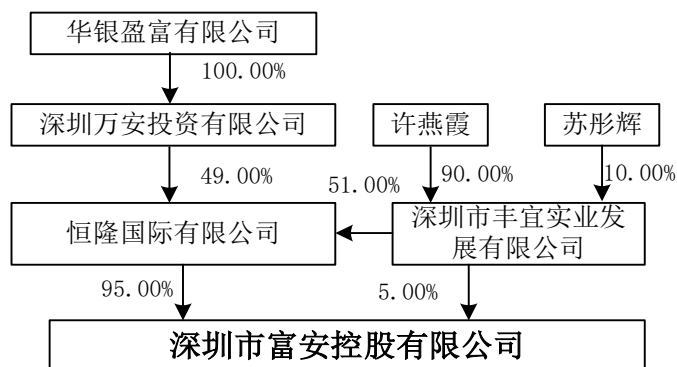 华银盈富有限公司
100.00%
深圳万安投资有限公司
许燕霞
苏彤辉
49.00%
51.00%
90.00%
10.00%
恒隆国际有限公司
深圳市丰宜实业发
展有限公司
95.00%
5.00%
深圳市富安控股有限公司